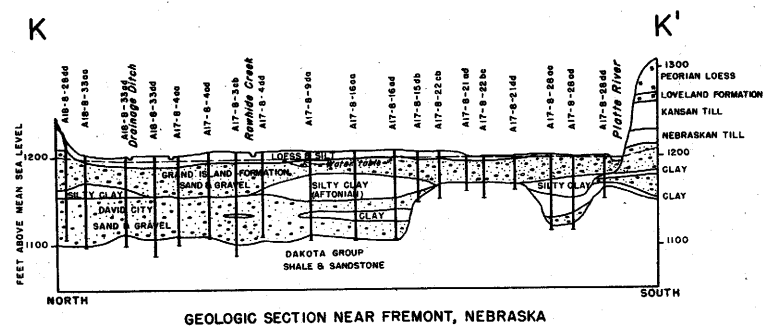 K
K'
A18-8-28dd
A18-8-33aa
A18-8-33ad
Drainage Ditch
A18-8-33dd
A17-8-4aa
A17-8-4ad
A17-8-3cb
Rawhide Creek
A17-8-4dd
A17-8-9da
A17-8-16aa
A17-8-16ad
A17-8-15db
A17-8-22cb
A17-8-21ad
A17-8-22bc
A17-8-21dd
A17-8-28aa
A17-8-28ad
A17-8-28dd
Platte River
1300
PEORIAN LOESS
LOVELAND FORMATION
KANSAN TILL
NEBRASKAN TILL
1200
CLAY
CLAY
1100
FEET ABOVE MEAN SEA LEVEL
1200
1100
LOESS & SILT
Water table
GRAND ISLAND FORMATION
SAND & GRAVEL
SILTY CLAY
(AFTONIAN)
SILTY CLAY
SILTY CLAY
DAVID CITY
SAND & GRAVEL
CLAY
DAKOTA GROUP
SHALE & SANDSTONE
NORTH
SOUTH
GEOLOGIC SECTION NEAR FREMONT, NEBRASKA